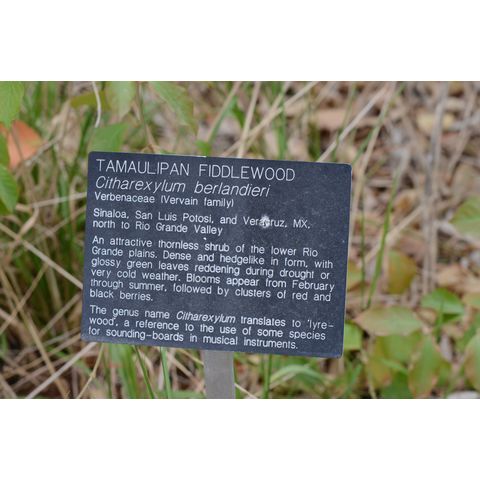 TAMAULIPAN FIDDLEWOOD
Citharexylum berlandieri
Verbenaceae (Vervain family)
Sinaloa, San Luis Potosi, and Veracruz, MX,
north to Rio Grande Valley
An attractive thornless shrub of the lower Rio
Grande plains. Dense and hedgelike in form, with
glossy green leaves reddening during drought or
very cold weather. Blooms appear from February
through summer, followed by clusters of red and
black berries.
The genus name Citharexylum translates to 'lyre-
wood', a reference to the use of some species
for sounding-boards in musical instruments.